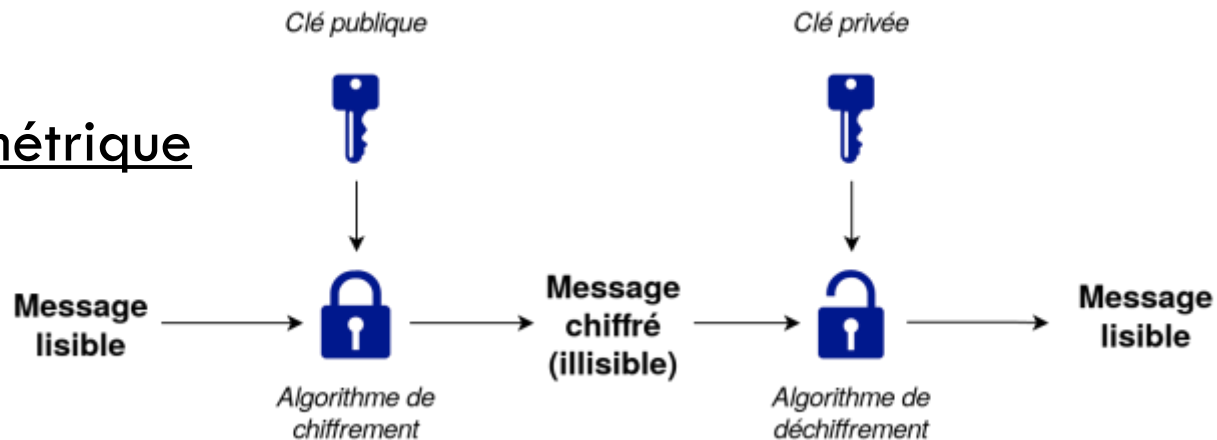 Clé publique
Clé privée
métrique
Message
lisible
Algorithme de
chiffrement
Message
chiffré
(illisible)
Algorithme de
déchiffrement
Message
lisible